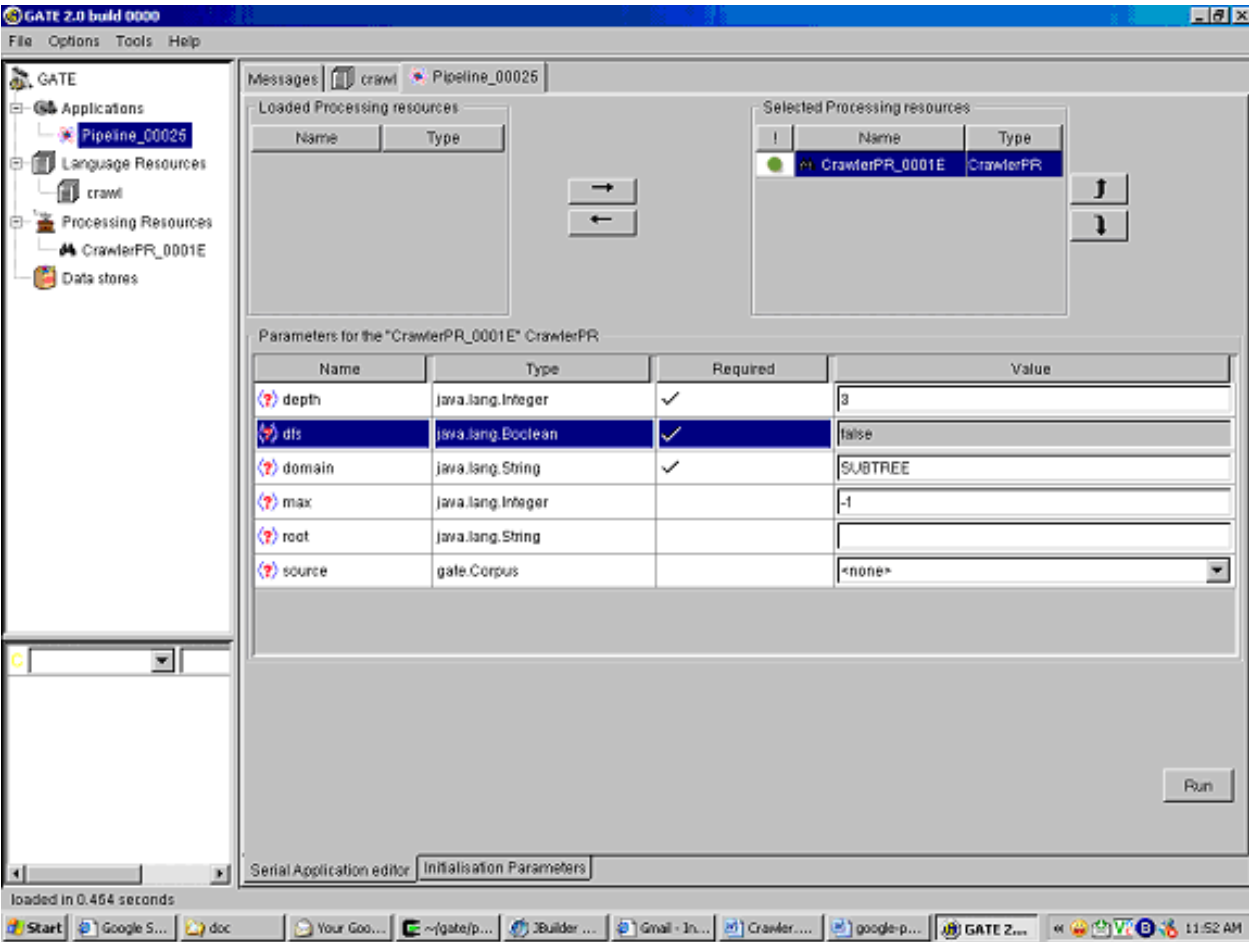 GATE 2.0 build 0000
File Options Tools Help
GATE
Applications
Pipeline_00025
Language Resources
crawl
Processing Resources
CrawlerPR_0001E
Data stores
Messages crawl Pipeline_00025
Loaded Processing resources
Name Type
Selected Processing resources
! Name Type
CrawlerPR_0001E CrawlerPR
Parameters for the "CrawlerPR_0001E" CrawlerPR
Name Type Required Value
<?> depth java.lang.Integer ✓ 3
<?> dfs java.lang.Boolean ✓ false
<?> domain java.lang.String ✓ SUBTREE
<?> max java.lang.Integer -1
<?> root java.lang.String
<?> source gate.Corpus <none>
C
Run
Serial Application editor Initialisation Parameters
loaded in 0.454 seconds
Start Google S... doc Your Goo... ~/gate/p... JBuilder ... Gmail - In... Crawler.... google-p... GATE 2.... « 11:52 AM